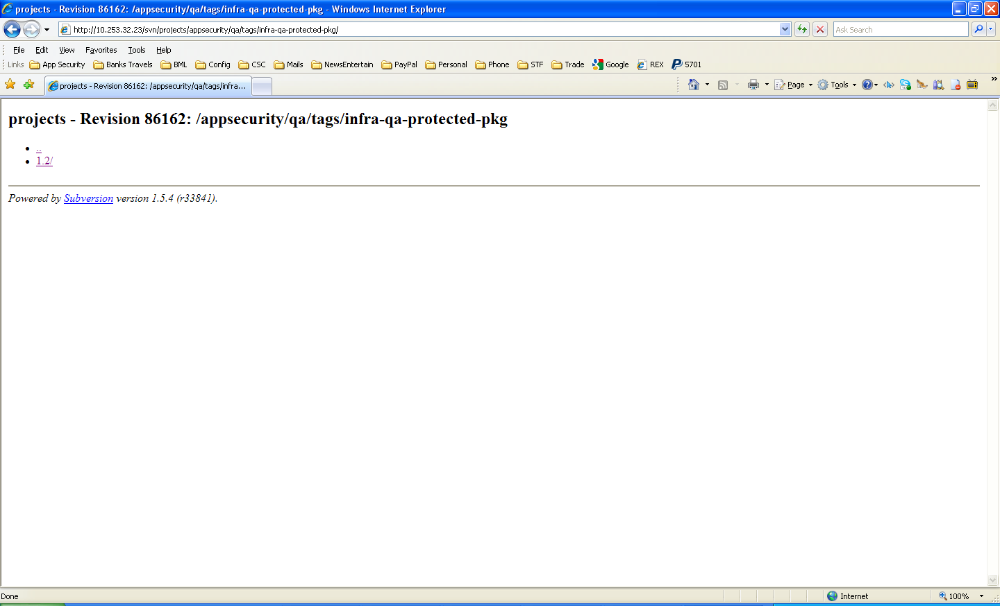 projects - Revision 86162: /appsecurity/qa/tags/infra-qa-protected-pkg - Windows Internet Explorer
http://10.253.32.23/svn/projects/appsecurity/qa/tags/infra-qa-protected-pkg/ Ask Search
File Edit View Favorites Tools Help
Links App Security Banks Travels BML Config CSC Mails NewsEntertain PayPal Personal Phone STF Trade Google REX 5701
projects - Revision 86162: /appsecurity/qa/tags/infra... Page Tools
projects - Revision 86162: /appsecurity/qa/tags/infra-qa-protected-pkg
• ..
• 1.2/
Powered by Subversion version 1.5.4 (r33841).
Done Internet 100%